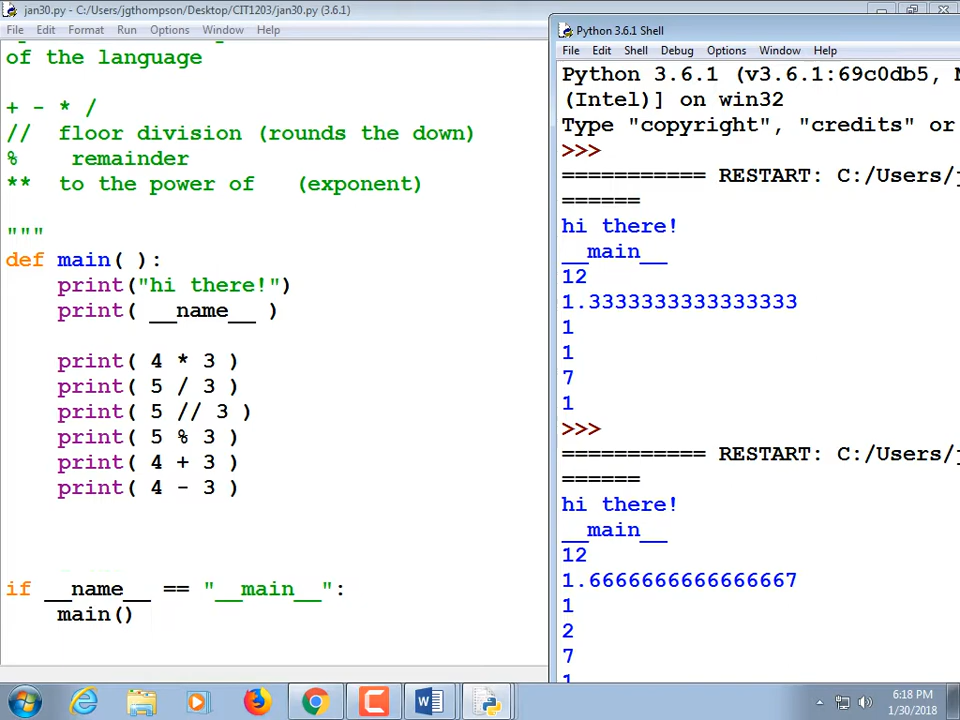 jan30.py - C:/Users/jgthompson/Desktop/CIT1203/jan30.py (3.6.1)
File Edit Format Run Options Window Help
of the language
+ - * /
// floor division (rounds the down)
% remainder
** to the power of (exponent)
"""
def main( ):
print("hi there!")
print( __name__ )
print( 4 * 3 )
print( 5 / 3 )
print( 5 // 3 )
print( 5 % 3 )
print( 4 + 3 )
print( 4 - 3 )
if __name__ == "__main__":
main()
Python 3.6.1 Shell
File Edit Shell Debug Options Window Help
Python 3.6.1 (v3.6.1:69c0db5, M
(Intel)] on win32
Type "copyright", "credits" or
>>>
=========== RESTART: C:/Users/j
======
hi there!
__main__
12
1.3333333333333333
1
1
7
1
>>>
=========== RESTART: C:/Users/j
======
hi there!
__main__
12
1.6666666666666667
1
2
7
1
6:18 PM
1/30/2018